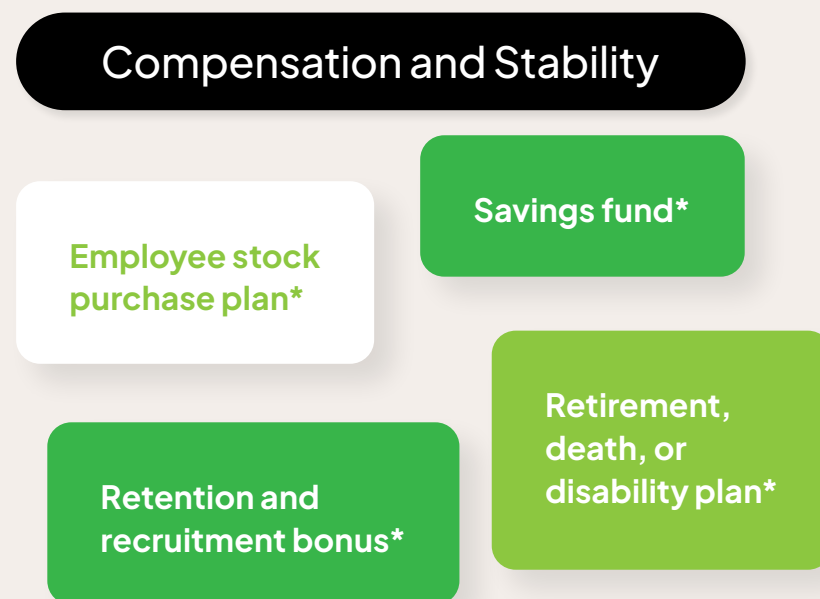 Compensation and Stability
Savings fund*
Employee stock
purchase plan*
Retirement,
death, or
disability plan*
Retention and
recruitment bonus*